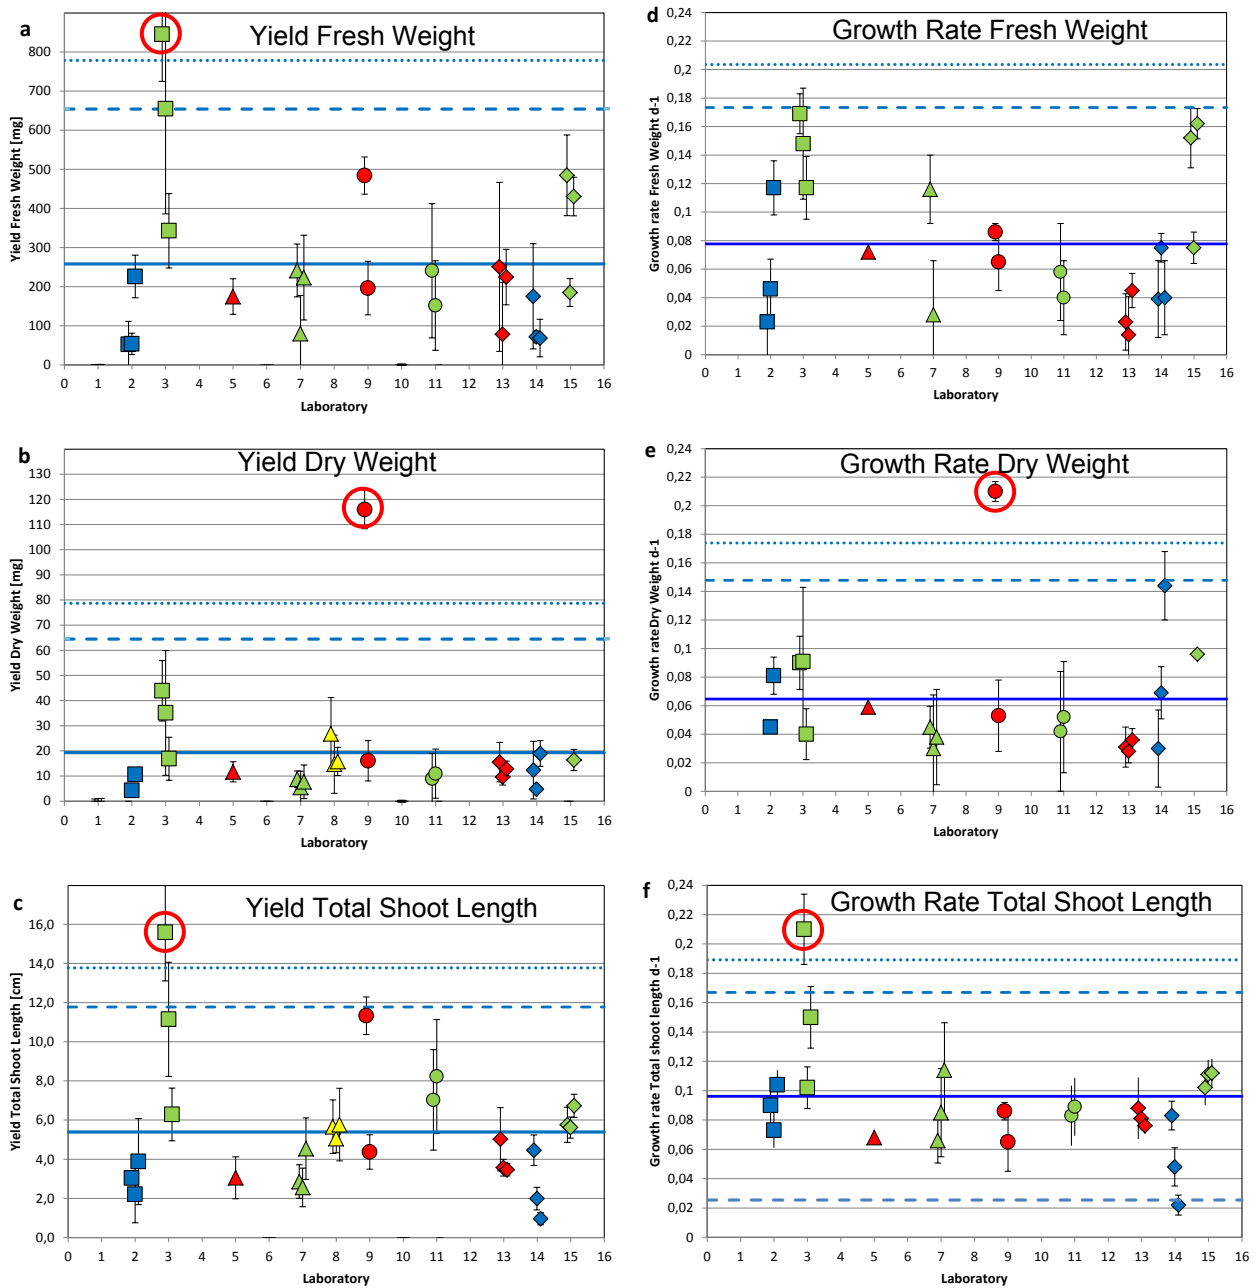 a
Yield Fresh Weight
Yield Fresh Weight [mg]
800
700
600
500
400
300
200
100
0
0 1 2 3 4 5 6 7 8 9 10 11 12 13 14 15 16
Laboratory
d
Growth Rate Fresh Weight
Growth rate Fresh Weight d-1
0,24
0,22
0,2
0,18
0,16
0,14
0,12
0,1
0,08
0,06
0,04
0,02
0
0 1 2 3 4 5 6 7 8 9 10 11 12 13 14 15 16
Laboratory
b
Yield Dry Weight
Yield Dry Weight [mg]
130
120
110
100
90
80
70
60
50
40
30
20
10
0
0 1 2 3 4 5 6 7 8 9 10 11 12 13 14 15 16
Laboratory
e
Growth Rate Dry Weight
Growth rateDry Weight d-1
0,24
0,22
0,2
0,18
0,16
0,14
0,12
0,1
0,08
0,06
0,04
0,02
0
0 1 2 3 4 5 6 7 8 9 10 11 12 13 14 15 16
Laboratory
c
Yield Total Shoot Length
Yield Total Shoot Length [cm]
16,0
14,0
12,0
10,0
8,0
6,0
4,0
2,0
0,0
0 1 2 3 4 5 6 7 8 9 10 11 12 13 14 15 16
Laboratory
f
Growth Rate Total Shoot Length
Growth rate Total shoot length d-1
0,24
0,22
0,2
0,18
0,16
0,14
0,12
0,1
0,08
0,06
0,04
0,02
0
0 1 2 3 4 5 6 7 8 9 10 11 12 13 14 15 16
Laboratory